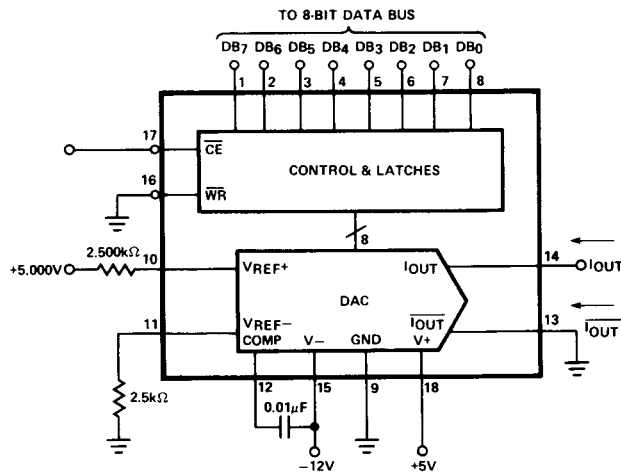 TO 8-BIT DATA BUS
DB7 DB6 DB5 DB4 DB3 DB2 DB1 DB0
1 2 3 4 5 6 7 8
17
CE
CONTROL & LATCHES
16
WR
8
2.500kΩ
+5.000V
10
VREF+
IOUT
14
IOUT
DAC
11
VREF−
IOUT
13
IOUT
COMP
V−
GND
V+
12
15
9
18
2.5kΩ
0.01μF
−12V
+5V